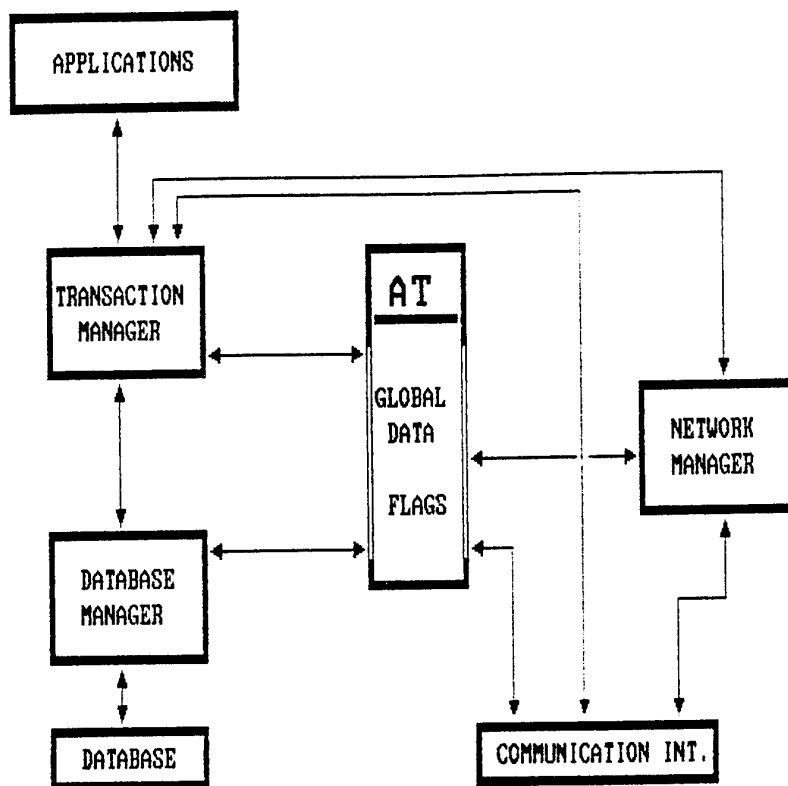 APPLICATIONS
TRANSACTION
MANAGER
AT
GLOBAL
DATA
FLAGS
NETWORK
MANAGER
DATABASE
MANAGER
DATABASE
COMMUNICATION INT.